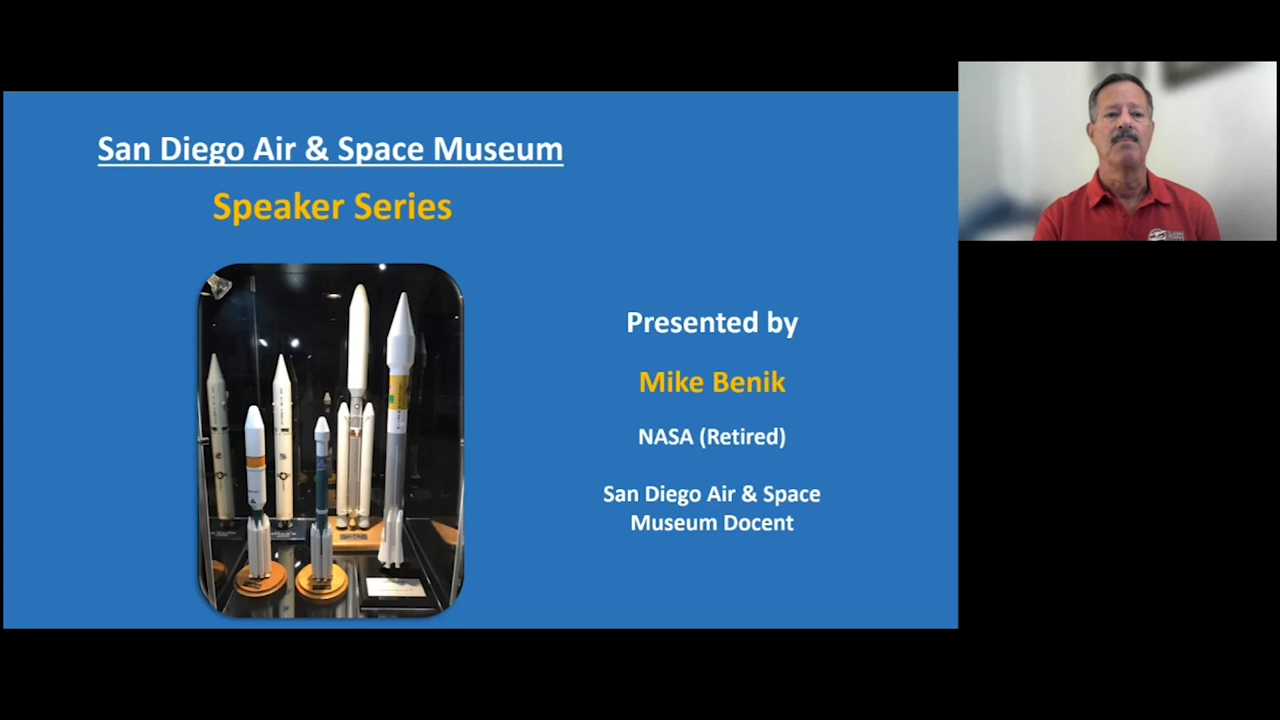 San Diego Air & Space Museum
Speaker Series
Presented by
Mike Benik
NASA (Retired)
San Diego Air & Space
Museum Docent